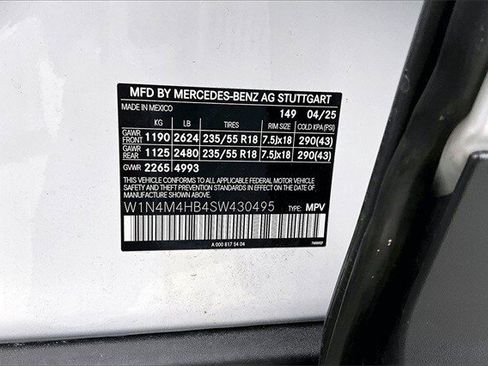 MFD BY MERCEDES-BENZ AG STUTTGART
MADE IN MEXICO 149 04/25
KG LB TIRES RIM SIZE COLD KPA(PSI)
GAWR FRONT 1190 2624 235/55 R18 7.5Jx18 290(43)
GAWR REAR 1125 2480 235/55 R18 7.5Jx18 290(43)
GVWR 2265 4993
THIS VEHICLE CONFORMS TO ALL APPLICABLE FEDERAL MOTOR VEHICLE
SAFETY, BUMPER, AND THEFT PREVENTION STANDARDS IN EFFECT ON THE DATE OF
MANUFACTURE SHOWN ABOVE.
W1N4M4HB4SW430495 TYPE: MPV
A 000 817 54 04